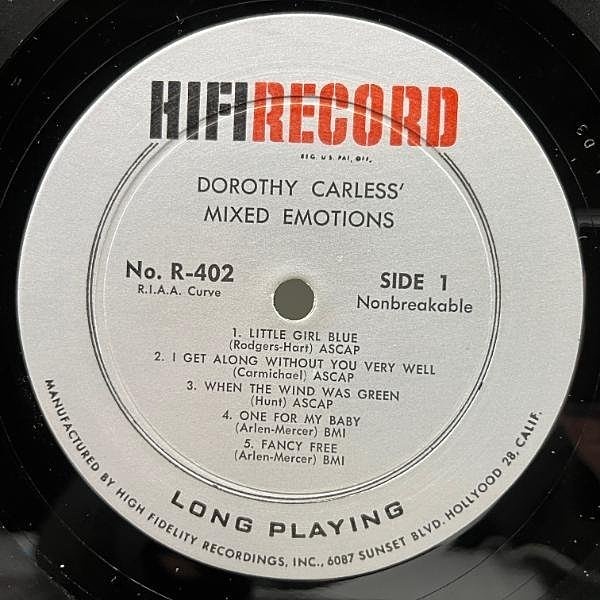 HIFIRECORD
REG. U.S. PAT. OFF.
DOROTHY CARLESS'
MIXED EMOTIONS
No. R-402
R.I.A.A. Curve
SIDE 1
Nonbreakable
1. LITTLE GIRL BLUE
(Rodgers-Hart) ASCAP
2. I GET ALONG WITHOUT YOU VERY WELL
(Carmichael) ASCAP
3. WHEN THE WIND WAS GREEN
(Hunt) ASCAP
4. ONE FOR MY BABY
(Arlen-Mercer) BMI
5. FANCY FREE
(Arlen-Mercer) BMI
LONG PLAYING
MANUFACTURED BY HIGH FIDELITY RECORDINGS, INC., 6087 SUNSET BLVD. HOLLYOOD 28, CALIF.